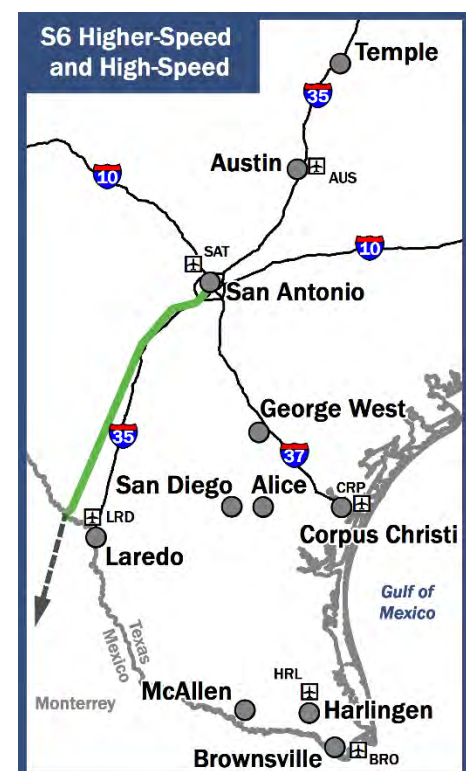 S6 Higher-Speed
and High-Speed
Temple
35
Austin
AUS
10
SAT
10
San Antonio
George West
35
37
San Diego
Alice
CRP
LRD
Corpus Christi
Laredo
Gulf of
Mexico
Texas
Mexico
HRL
McAllen
Monterrey
Harlingen
Brownsville
BRO